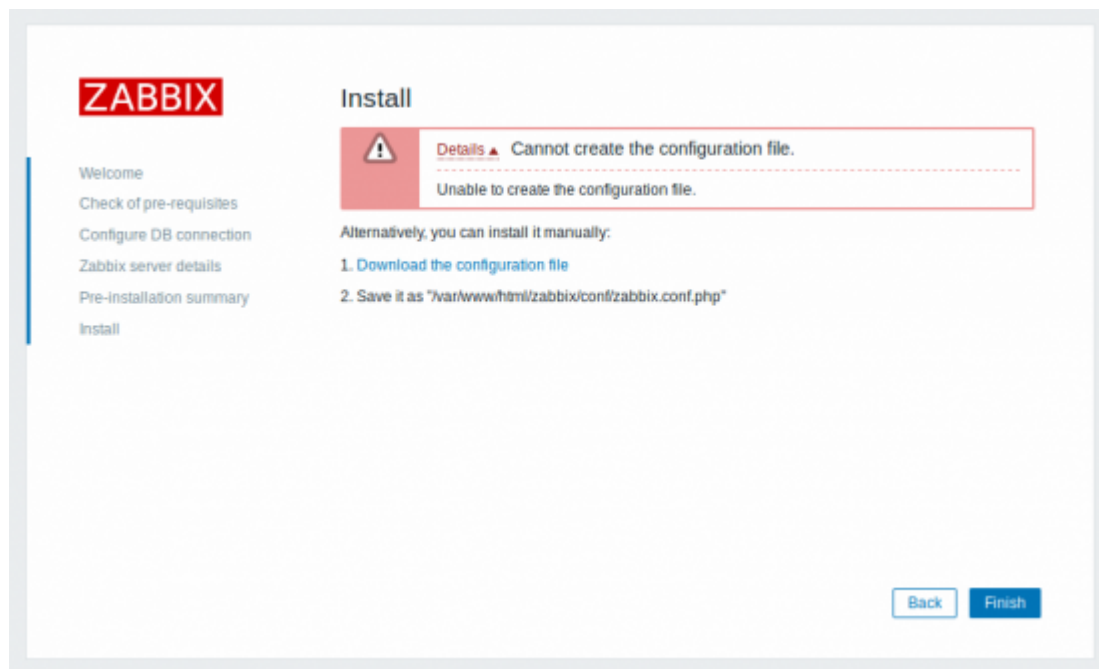 ZABBIX
Install
Details Cannot create the configuration file.
Unable to create the configuration file.
Welcome
Check of pre-requisites
Configure DB connection
Zabbix server details
Pre-installation summary
Install
Alternatively, you can install it manually:
1. Download the configuration file
2. Save it as "/var/www/html/zabbix/conf/zabbix.conf.php"
Back Finish